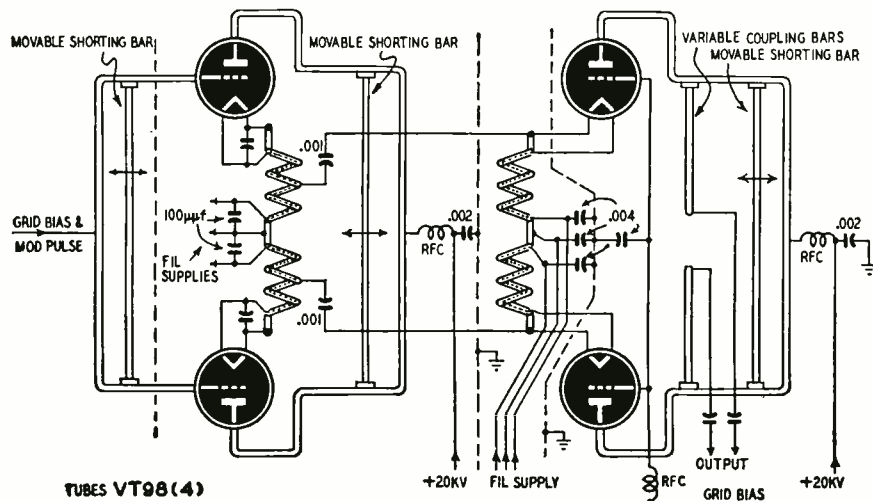 MOVABLE SHORTING BAR
MOVABLE SHORTING BAR
VARIABLE COUPLING BARS
MOVABLE SHORTING BAR
.001
100µµf
GRID BIAS &
MOD PULSE
FIL
SUPPLIES
.002
RFC
.004
.002
RFC
.001
+20KV
FIL SUPPLY
RFC
OUTPUT
GRID BIAS
+20KV
TUBES VT98(4)